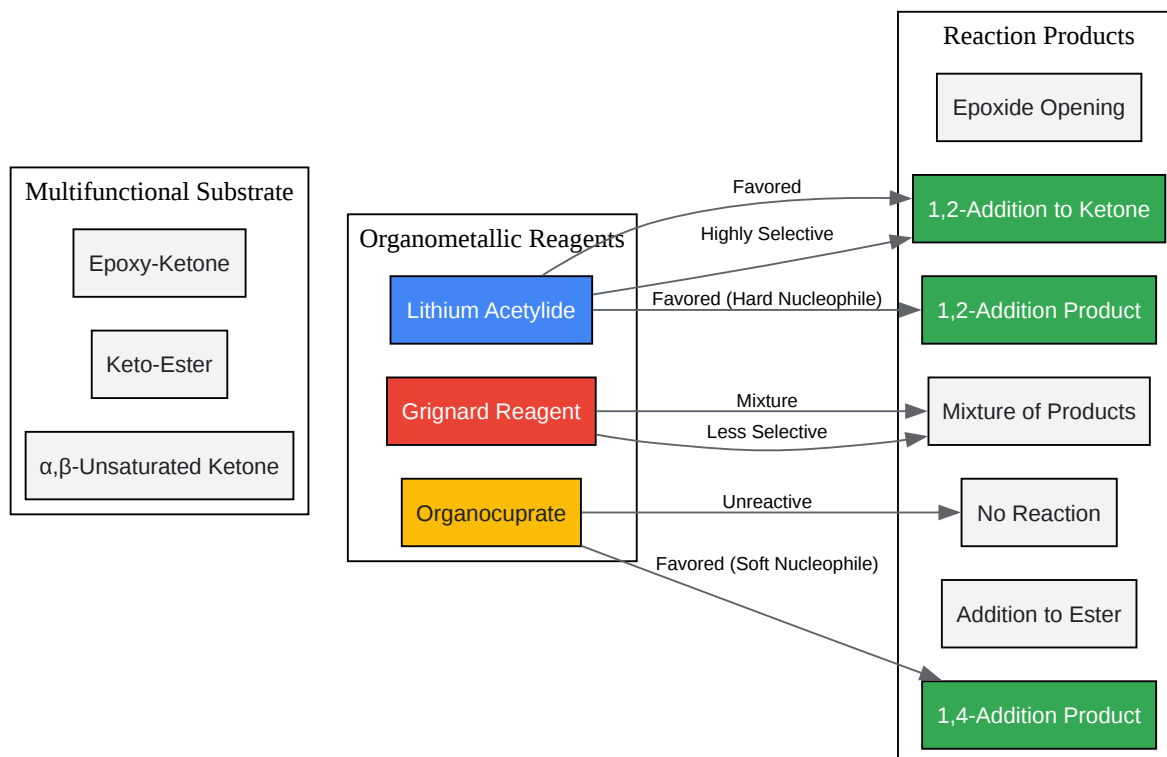 Multifunctional Substrate
Epoxy-Ketone
Keto-Ester
α,β-Unsaturated Ketone
Organometallic Reagents
Lithium Acetylide
Grignard Reagent
Organocuprate
Favored
Highly Selective
Favored (Hard Nucleophile)
Mixture
Less Selective
Unreactive
Favored (Soft Nucleophile)
Reaction Products
Epoxide Opening
1,2-Addition to Ketone
1,2-Addition Product
Mixture of Products
No Reaction
Addition to Ester
1,4-Addition Product